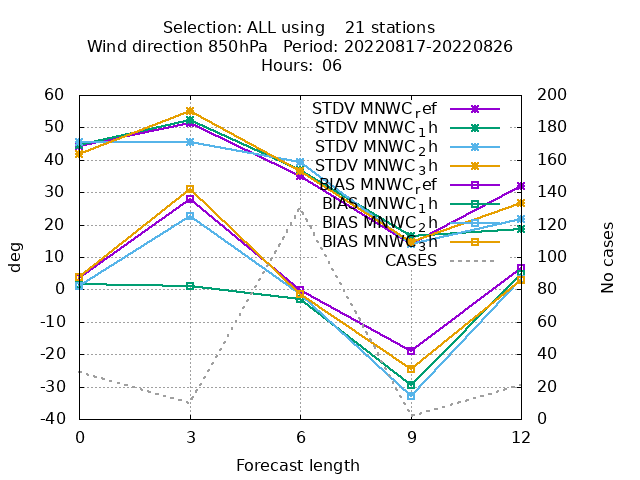 Selection: ALL using    21 stations
Wind direction 850hPa   Period: 20220817-20220826
Hours: 06
60
50
40
30
20
10
0
-10
-20
-30
-40
200
180
160
140
120
100
80
60
40
20
0
deg
No cases
STDV MNWC_ref
STDV MNWC_1h
STDV MNWC_2h
STDV MNWC_3h
BIAS MNWC_ref
BIAS MNWC_1h
BIAS MNWC_2h
BIAS MNWC_3h
CASES
0
3
6
9
12
Forecast length